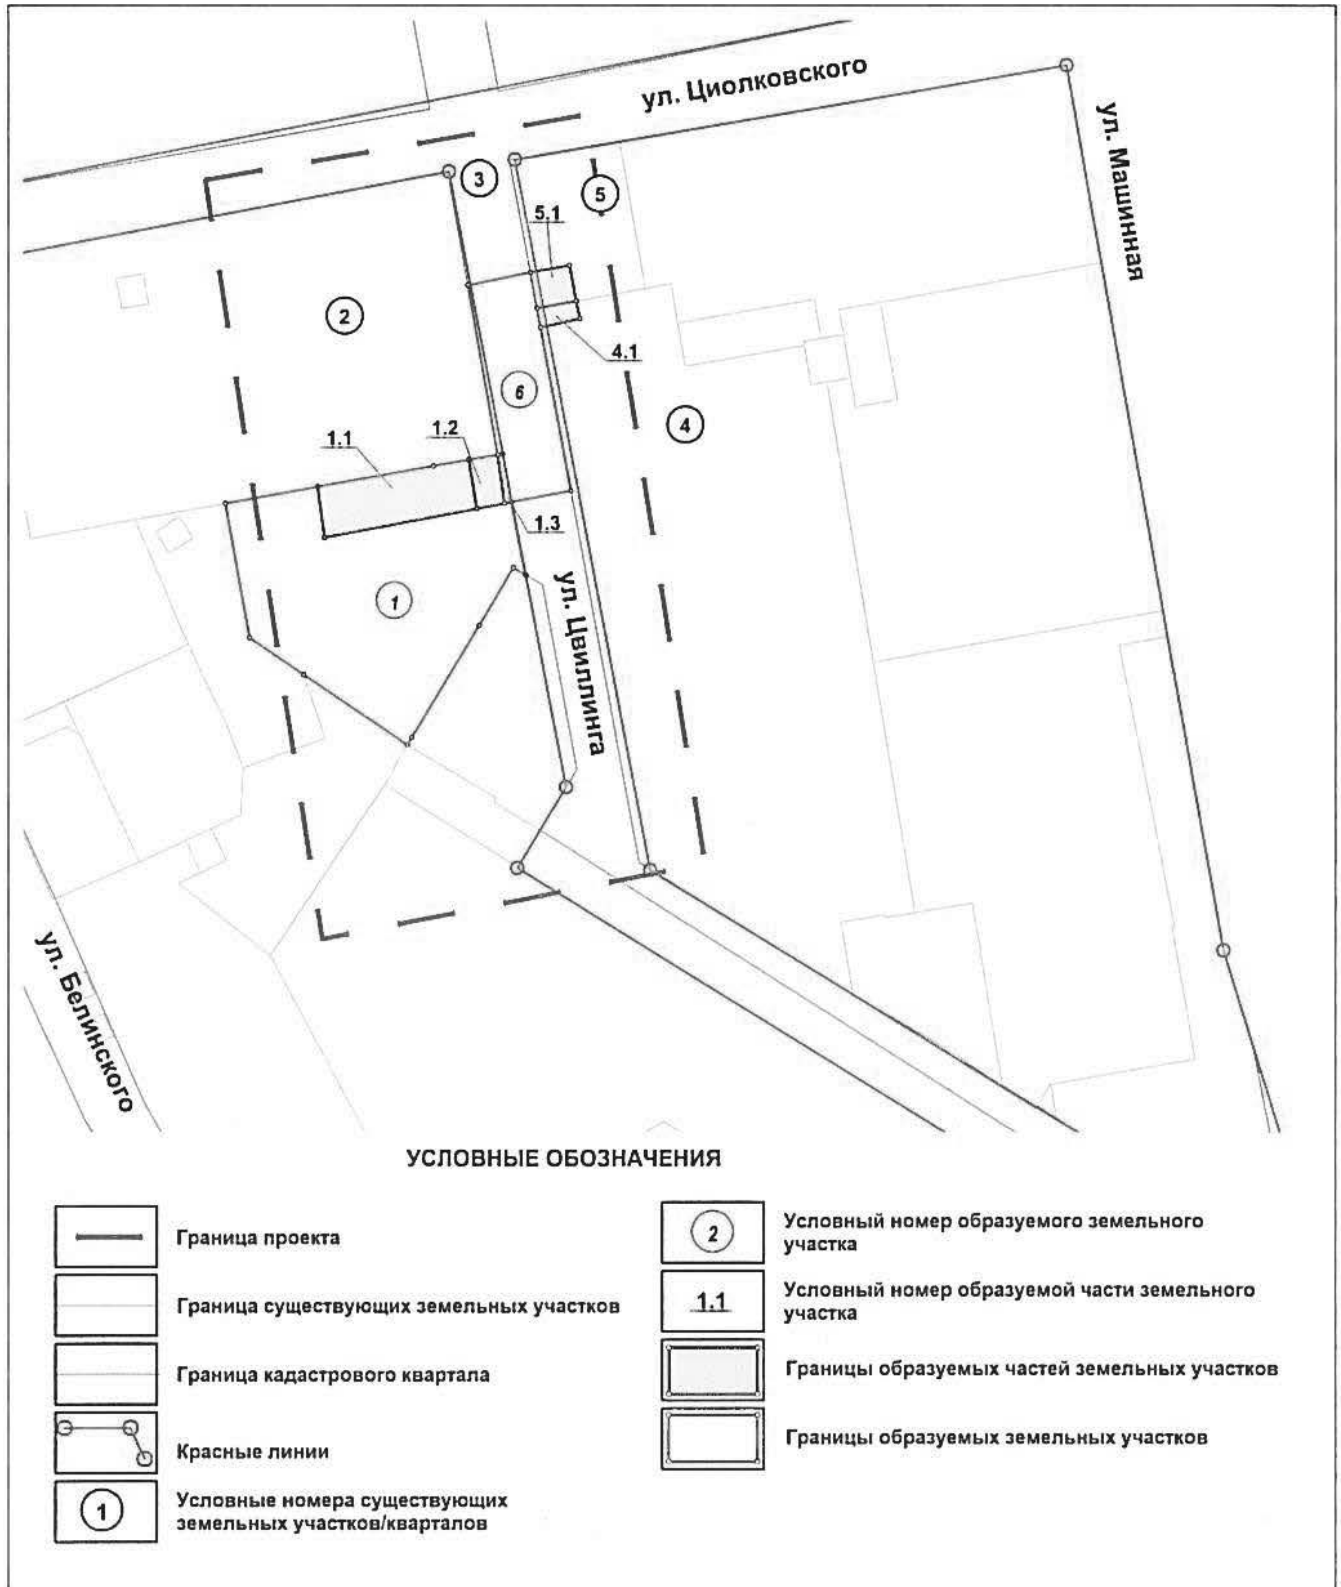 ул. Циолковского
ул. Машинная
3
5
5.1
2
4.1
6
4
1.1
1.2
1.3
1
ул. Цвиллинга
ул. Белинского
УСЛОВНЫЕ ОБОЗНАЧЕНИЯ
Граница проекта
Граница существующих земельных участков
Граница кадастрового квартала
Красные линии
1
Условные номера существующих
земельных участков/кварталов
2
Условный номер образуемого земельного
участка
1.1
Условный номер образуемой части земельного
участка
Границы образуемых частей земельных участков
Границы образуемых земельных участков